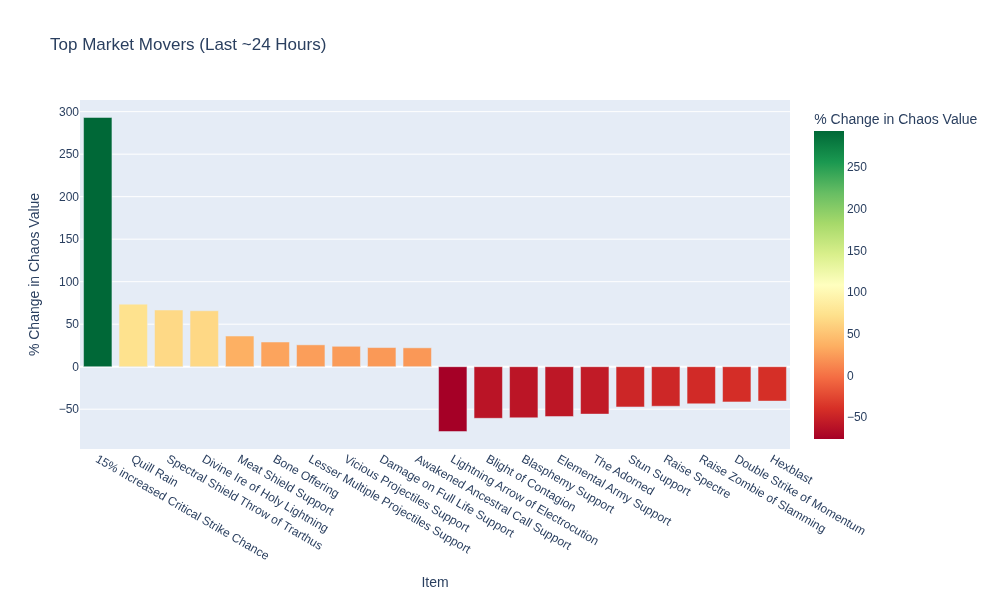 Top Market Movers (Last ~24 Hours)
% Change in Chaos Value
300
250
200
150
100
50
0
−50
% Change in Chaos Value
250
200
150
100
50
0
−50
15% increased Critical Strike Chance
Quill Rain
Spectral Shield Throw of Trarthus
Divine Ire of Holy Lightning
Meat Shield Support
Bone Offering
Lesser Multiple Projectiles Support
Vicious Projectiles Support
Damage on Full Life Support
Awakened Ancestral Call Support
Lightning Arrow of Electrocution
Blight of Contagion
Blasphemy Support
Elemental Army Support
The Adorned
Stun Support
Raise Spectre
Raise Zombie of Slamming
Double Strike of Momentum
Hexblast
Item